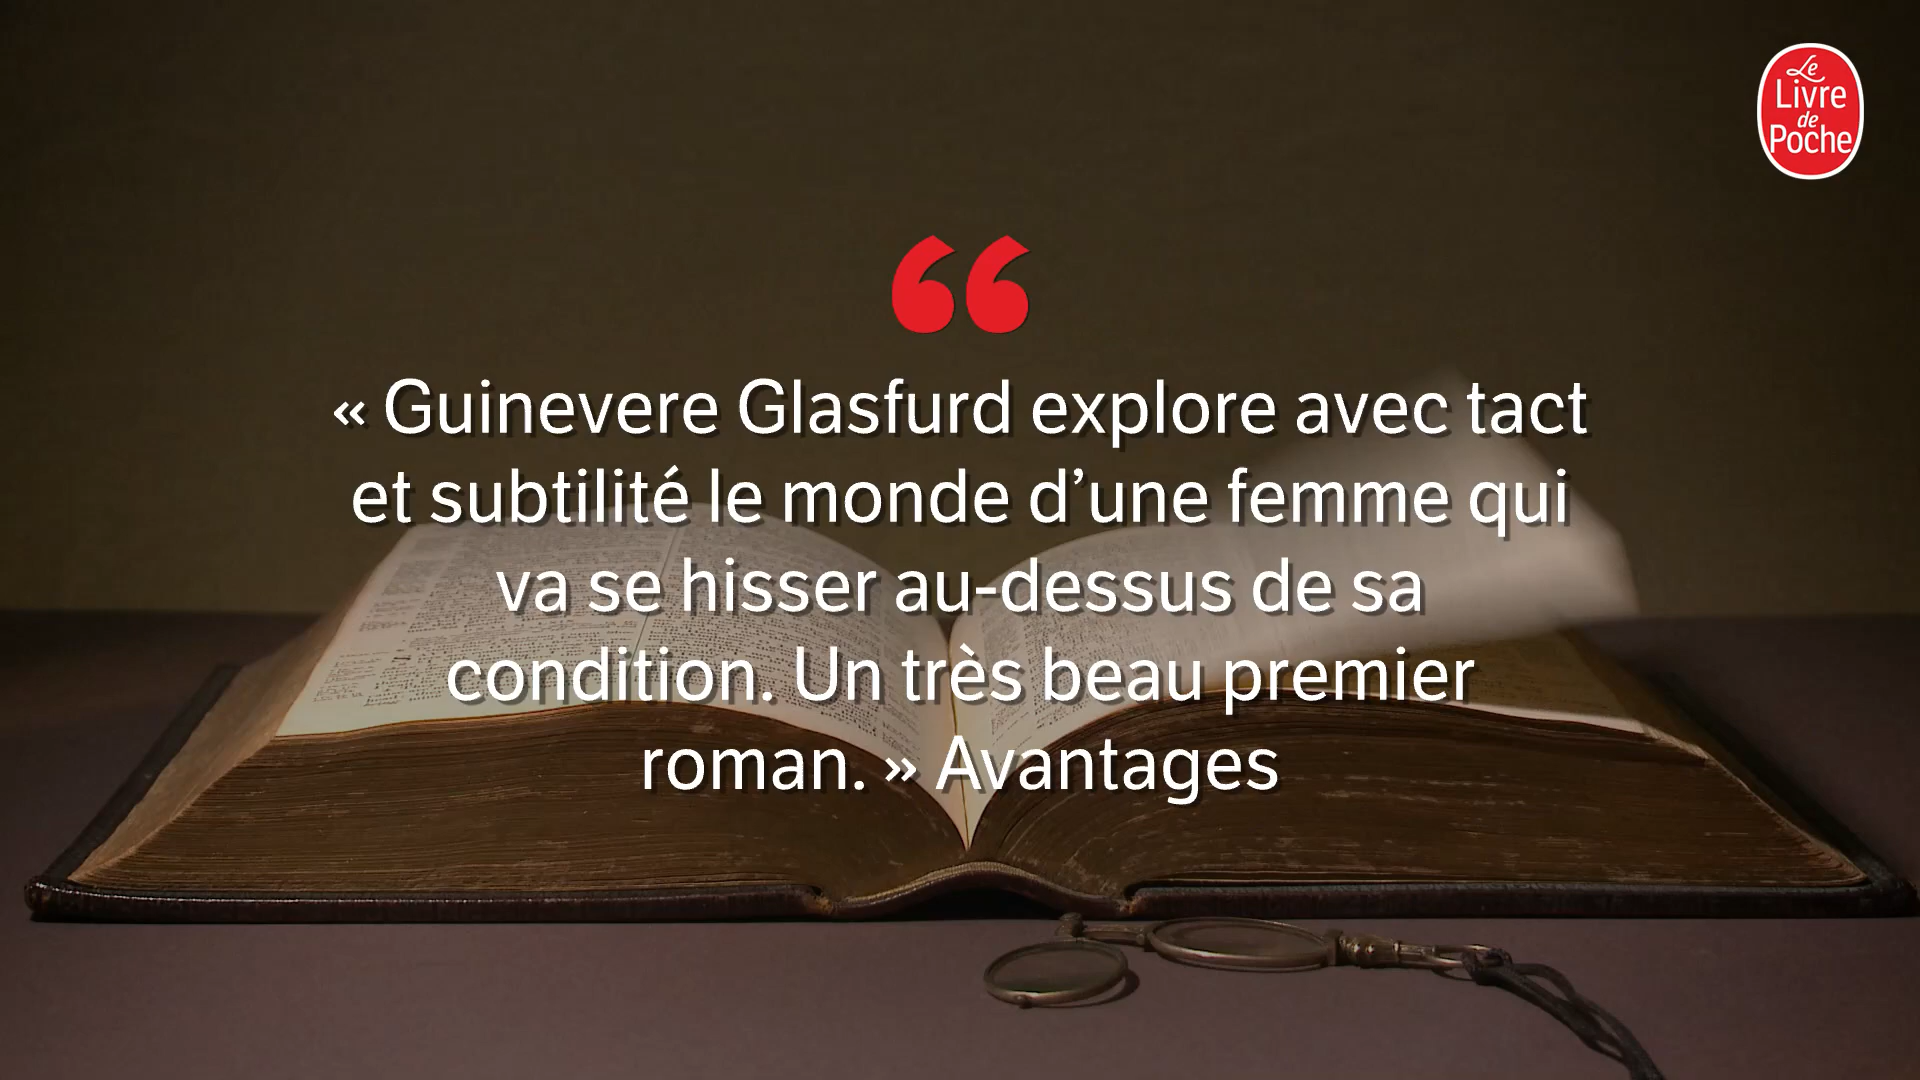 Le
Livre
de
Poche
« Guinevere Glasfurd explore avec tact
et subtilité le monde d’une femme qui
va se hisser au-dessus de sa
condition. Un très beau premier
roman. » Avantages